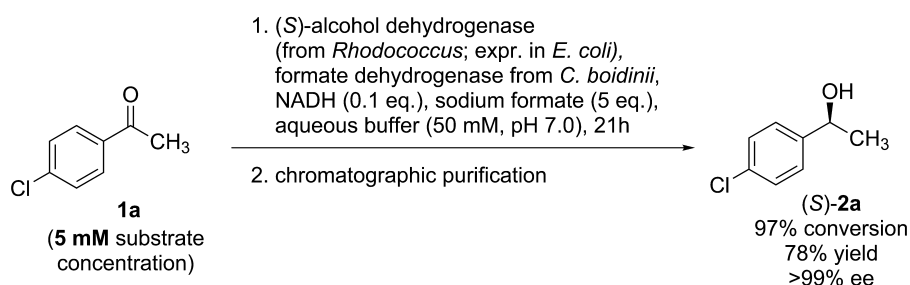 1. (S)-alcohol dehydrogenase
(from Rhodococcus; expr. in E. coli),
formate dehydrogenase from C. boidinii,
NADH (0.1 eq.), sodium formate (5 eq.),
aqueous buffer (50 mM, pH 7.0), 21h
2. chromatographic purification
O
CH3
Cl
1a
(5 mM substrate
concentration)
OH
CH3
Cl
(S)-2a
97% conversion
78% yield
>99% ee